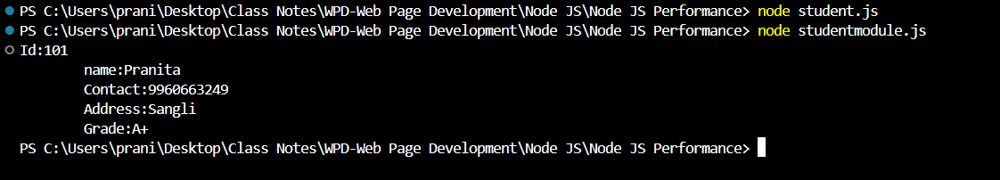 PS C:\Users\prani\Desktop\Class Notes\WPD-Web Page Development\Node JS\Node JS Performance> node student.js
PS C:\Users\prani\Desktop\Class Notes\WPD-Web Page Development\Node JS\Node JS Performance> node studentmodule.js
Id:101
name:Pranita
Contact:9960663249
Address:Sangli
Grade:A+
PS C:\Users\prani\Desktop\Class Notes\WPD-Web Page Development\Node JS\Node JS Performance>